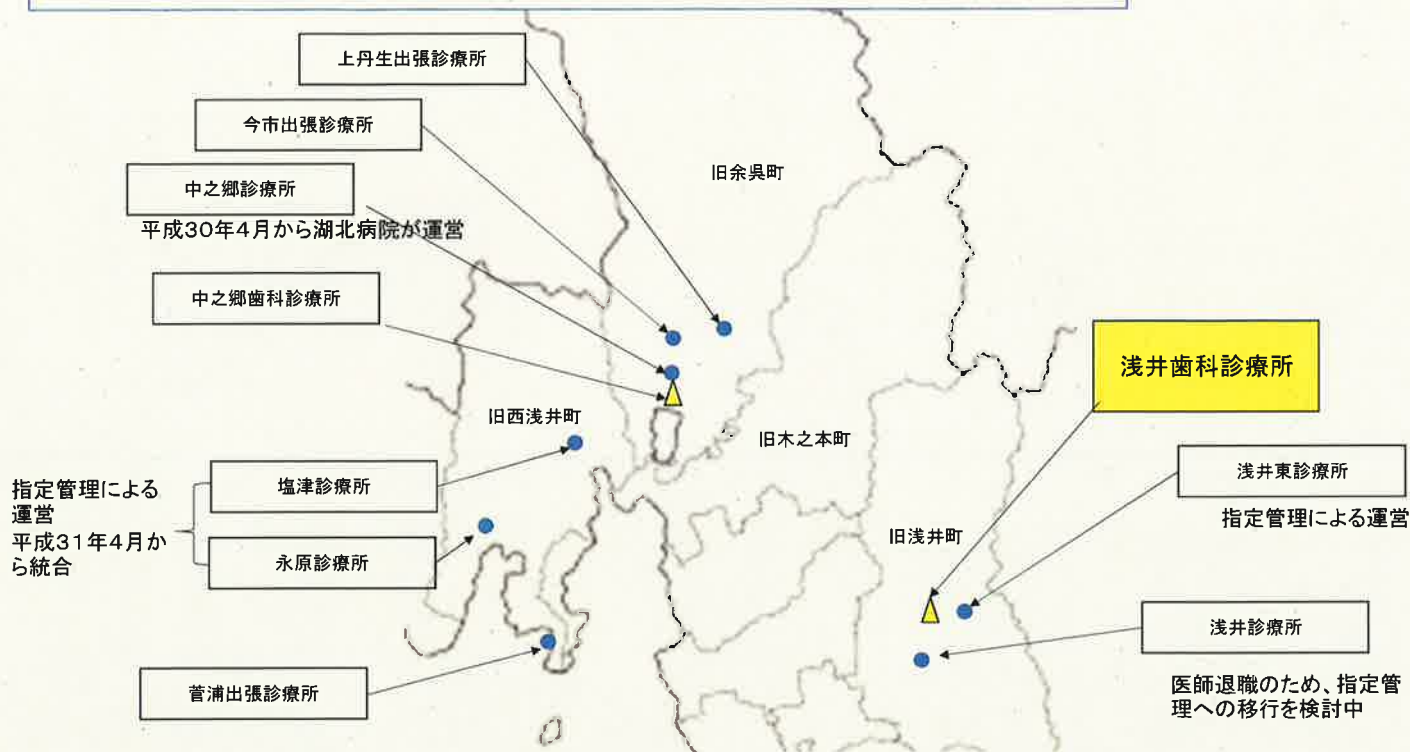 上丹生出張診療所
今市出張診療所
旧余呉町
中之郷診療所
平成30年4月から湖北病院が運営
中之郷歯科診療所
浅井歯科診療所
旧西浅井町
旧木之本町
塩津診療所
浅井東診療所
指定管理による
運営
平成31年4月か
ら統合
指定管理による運営
旧浅井町
永原診療所
浅井診療所
菅浦出張診療所
医師退職のため、指定管
理への移行を検討中